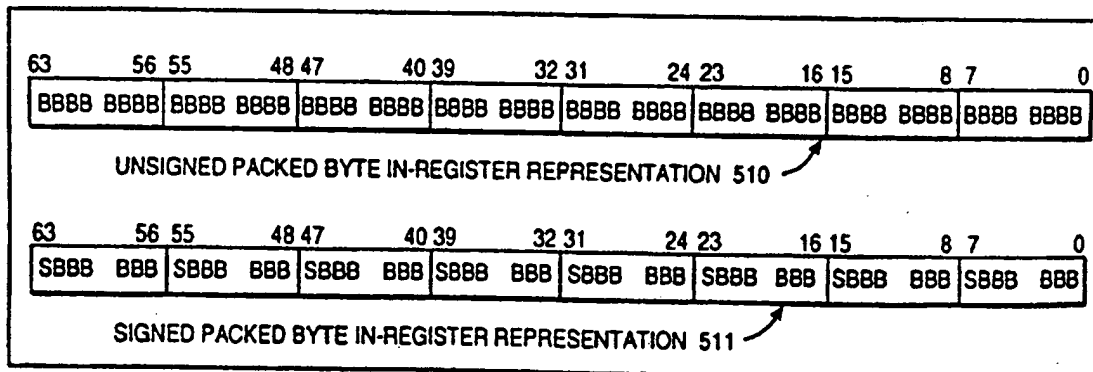 63 56 55 48 47 40 39 32 31 24 23 16 15 8 7 0
BBBB BBBB BBBB BBBB BBBB BBBB BBBB BBBB BBBB BBBB BBBB BBBB BBBB BBBB BBBB BBBB
UNSIGNED PACKED BYTE IN-REGISTER REPRESENTATION 510
63 56 55 48 47 40 39 32 31 24 23 16 15 8 7 0
SBBB BBB SBBB BBB SBBB BBB SBBB BBB SBBB BBB SBBB BBB SBBB BBB SBBB BBB
SIGNED PACKED BYTE IN-REGISTER REPRESENTATION 511